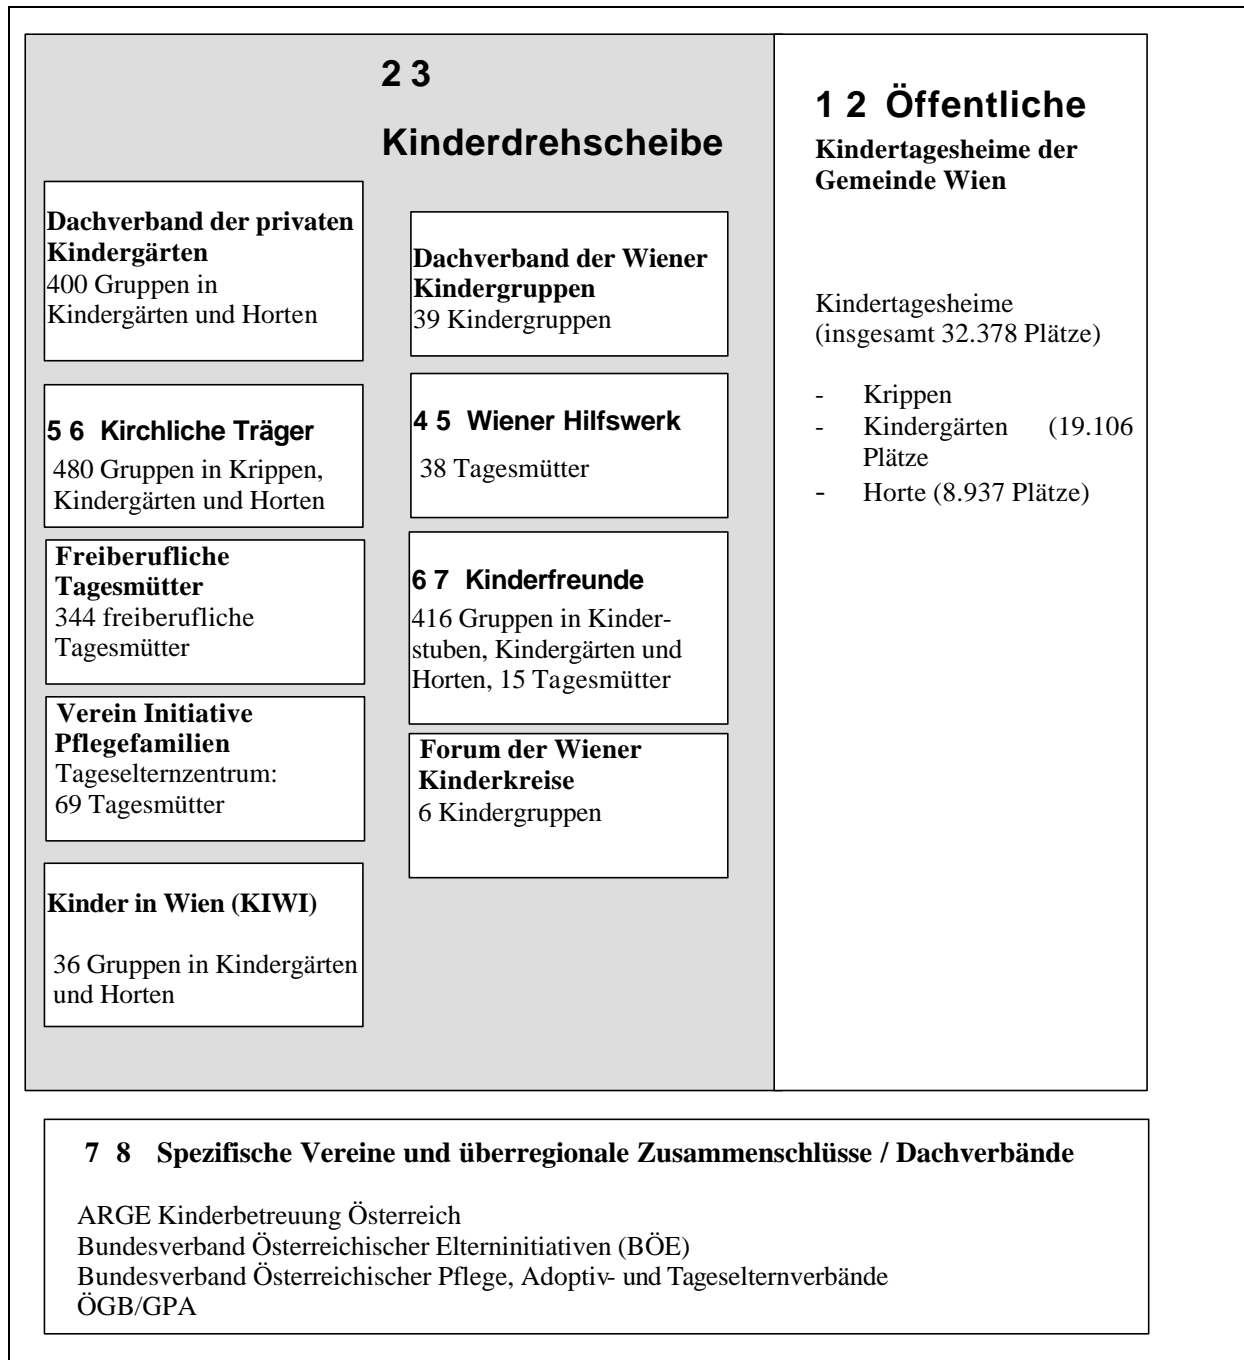 2 3
Kinderdrehscheibe
Dachverband der privaten
Kindergärten
400 Gruppen in
Kindergärten und Horten
5 6 Kirchliche Träger
480 Gruppen in Krippen,
Kindergärten und Horten
Freiberufliche
Tagesmütter
344 freiberufliche
Tagesmütter
Verein Initiative
Pflegefamilien
Tageselternzentrum:
69 Tagesmütter
Kinder in Wien (KIWI)
36 Gruppen in Kindergärten
und Horten
Dachverband der Wiener
Kindergruppen
39 Kindergruppen
4 5 Wiener Hilfswerk
38 Tagesmütter
6 7 Kinderfreunde
416 Gruppen in Kinder-
stuben, Kindergärten und
Horten, 15 Tagesmütter
Forum der Wiener
Kinderkreise
6 Kindergruppen
1 2 Öffentliche
Kindertagesheime der
Gemeinde Wien
Kindertagesheime
(insgesamt 32.378 Plätze)
- Krippen
- Kindergärten (19.106
Plätze
- Horte (8.937 Plätze)
7 8 Spezifische Vereine und überregionale Zusammenschlüsse / Dachverbände
ARGE Kinderbetreuung Österreich
Bundesverband Österreichischer Elterninitiativen (BÖE)
Bundesverband Österreichischer Pflege, Adoptiv- und Tageselternverbände
ÖGB/GPA